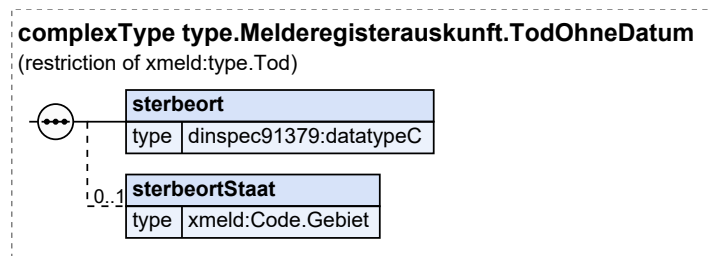 complexType type.Melderegisterauskunft.TodOhneDatum
(restriction of xmeld:type.Tod)
sterbeort
type dinspec91379:datatypeC
0..1
sterbeortStaat
type xmeld:Code.Gebiet